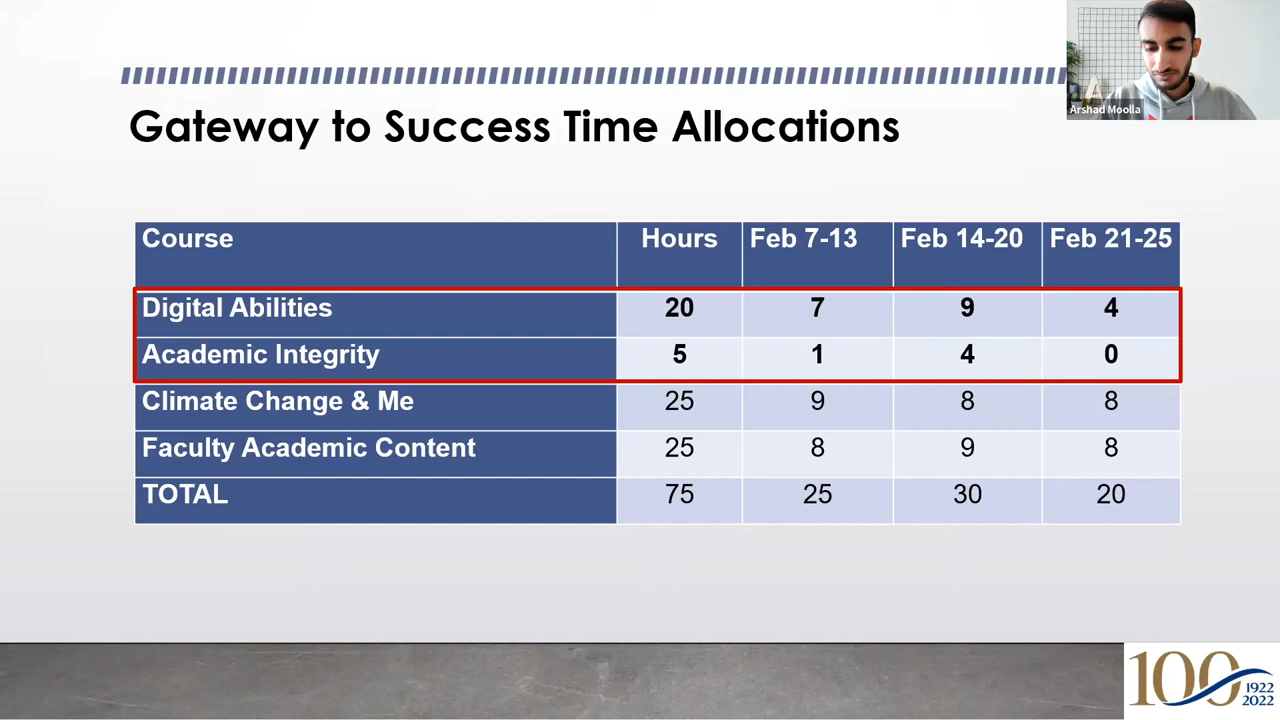 Arshad Moolla
Gateway to Success Time Allocations
Course Hours Feb 7-13 Feb 14-20 Feb 21-25
Digital Abilities 20 7 9 4
Academic Integrity 5 1 4 0
Climate Change & Me 25 9 8 8
Faculty Academic Content 25 8 9 8
TOTAL 75 25 30 20
100
1922
2022